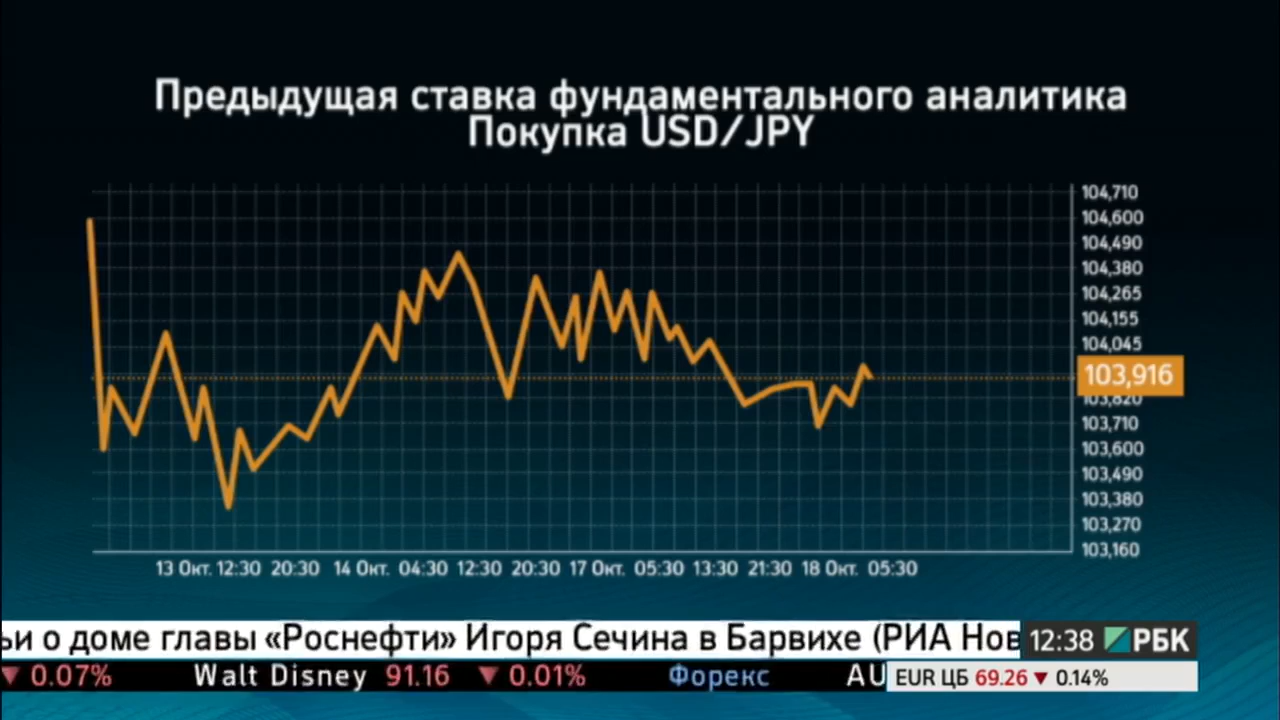 Предыдущая ставка фундаментального аналитика
Покупка USD/JPY
104,710
104,600
104,490
104,380
104,265
104,155
104,045
103,916
103,820
103,710
103,600
103,490
103,380
103,270
103,160
13 Окт. 12:30 20:30 14 Окт. 04:30 12:30 20:30 17 Окт. 05:30 13:30 21:30 18 Окт. 05:30
ьи о доме главы «Роснефти» Игоря Сечина в Барвихе (РИА Нов
12:38 РБК
▼ 0.07% Walt Disney 91.16 ▼ 0.01% Форекс AU
EUR ЦБ 69.26 ▼ 0.14%